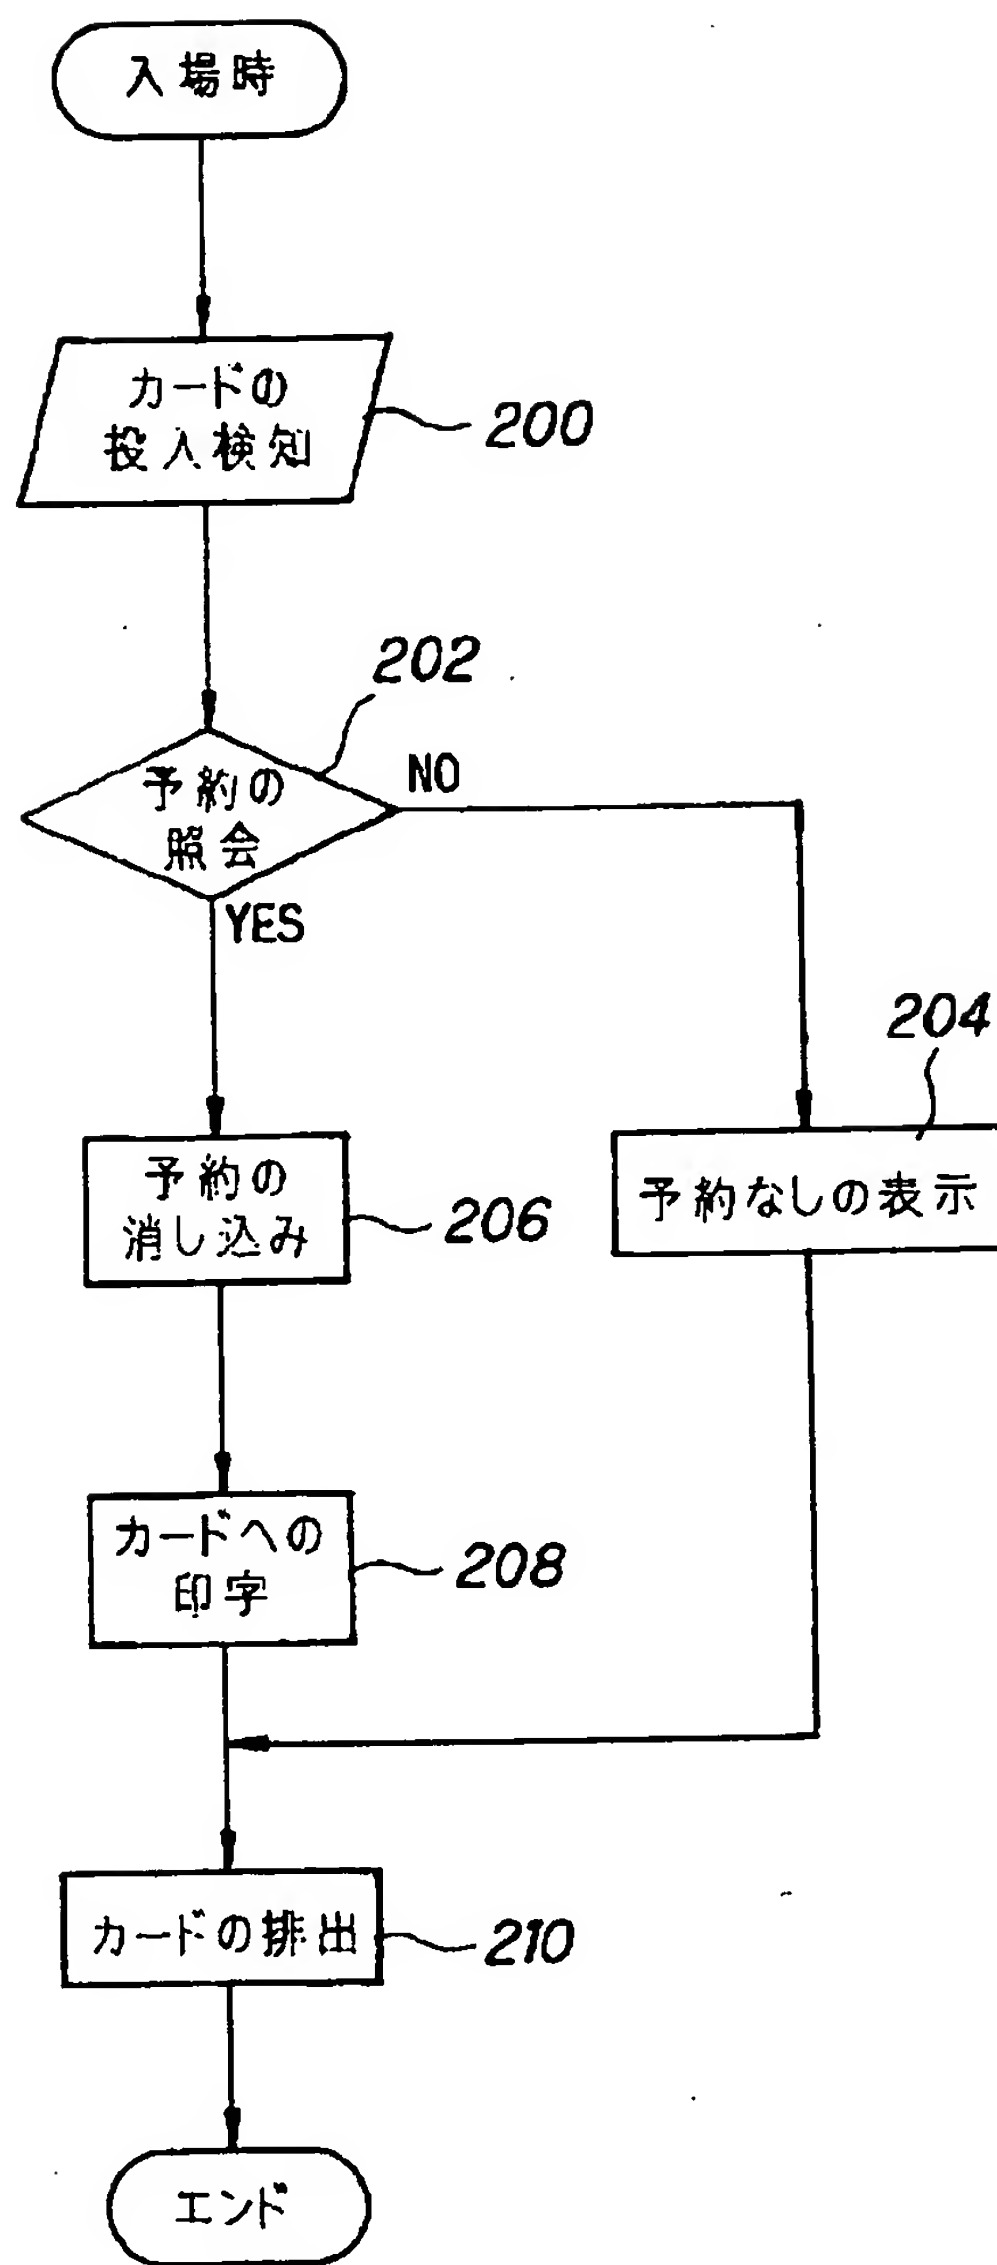 入場時
カードの
投入検知
200
202
予約の
照会
NO
YES
204
予約の
消し込み
206
予約なしの表示
カードへの
印字
208
カードの排出
210
エンド